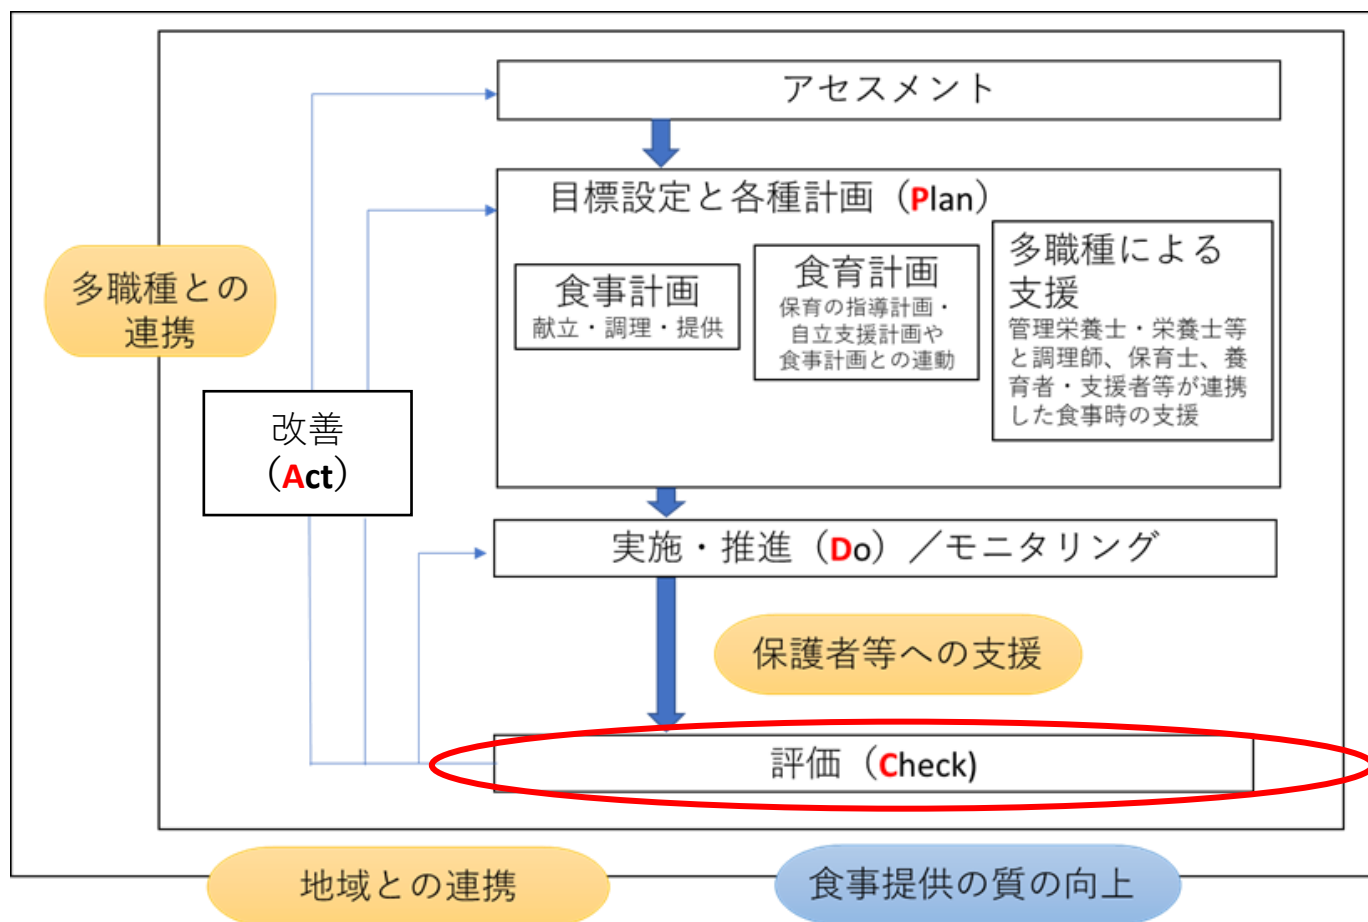 アセスメント
目標設定と各種計画（Plan）
食事計画
献立・調理・提供
食育計画
保育の指導計画・
自立支援計画や
食事計画との連動
多職種による
支援
管理栄養士・栄養士等
と調理師、保育士、養
育者・支援者等が連携
した食事時の支援
多職種との
連携
改善
（Act）
実施・推進（Do）／モニタリング
保護者等への支援
評価（Check)
地域との連携
食事提供の質の向上